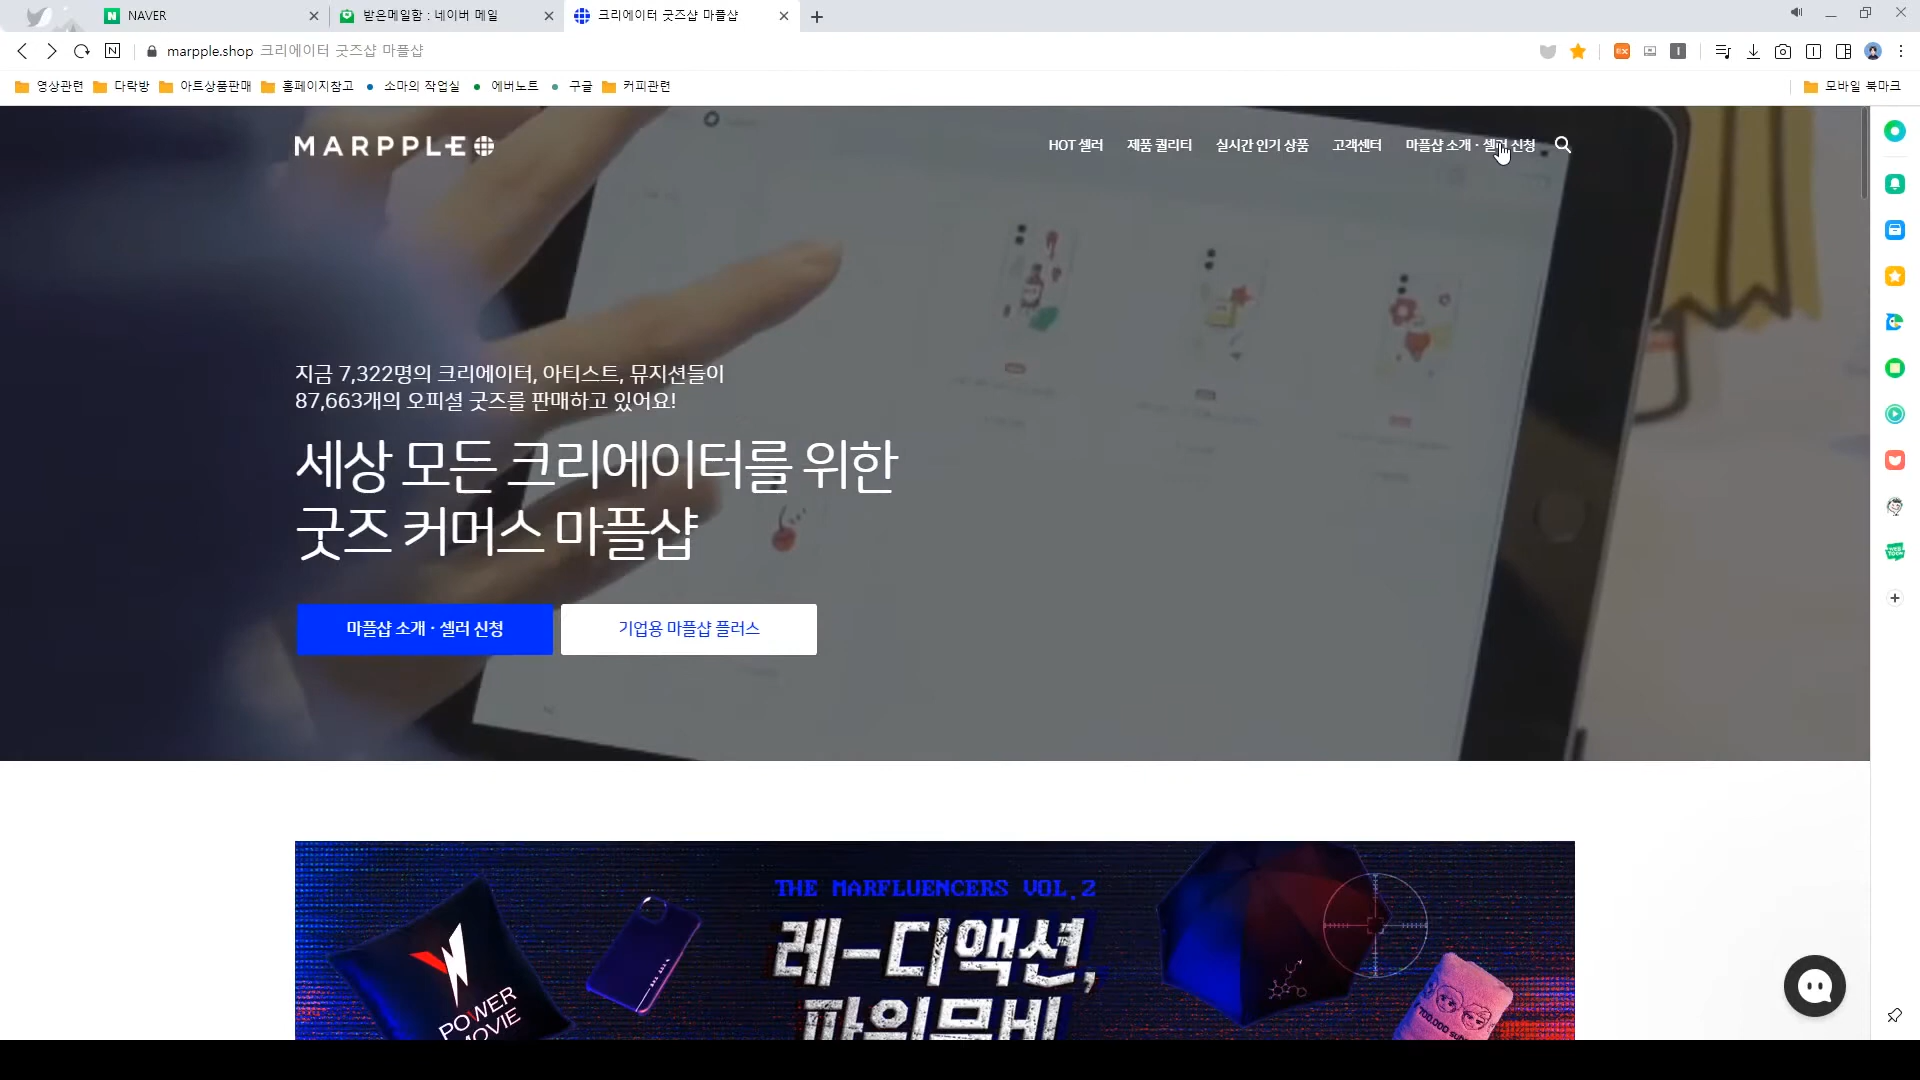 NAVER
받은메일함 : 네이버 메일
크리에이터 굿즈샵 마플샵
marpple.shop 크리에이터 굿즈샵 마플샵
영상관련
다락방
아트상품판매
홈페이지참고
소마의 작업실
에버노트
구글
커피관련
모바일 북마크
MARPPLE
HOT 셀러
제품 퀄리티
실시간 인기 상품
고객센터
마플샵 소개 · 셀러 신청
지금 7,322명의 크리에이터, 아티스트, 뮤지션들이
87,663개의 오피셜 굿즈를 판매하고 있어요!
세상 모든 크리에이터를 위한
굿즈 커머스 마플샵
마플샵 소개 · 셀러 신청
기업용 마플샵 플러스
THE MARFLUENCERS VOL.2
레-디액션,
파워무비
POWER
MOVIE